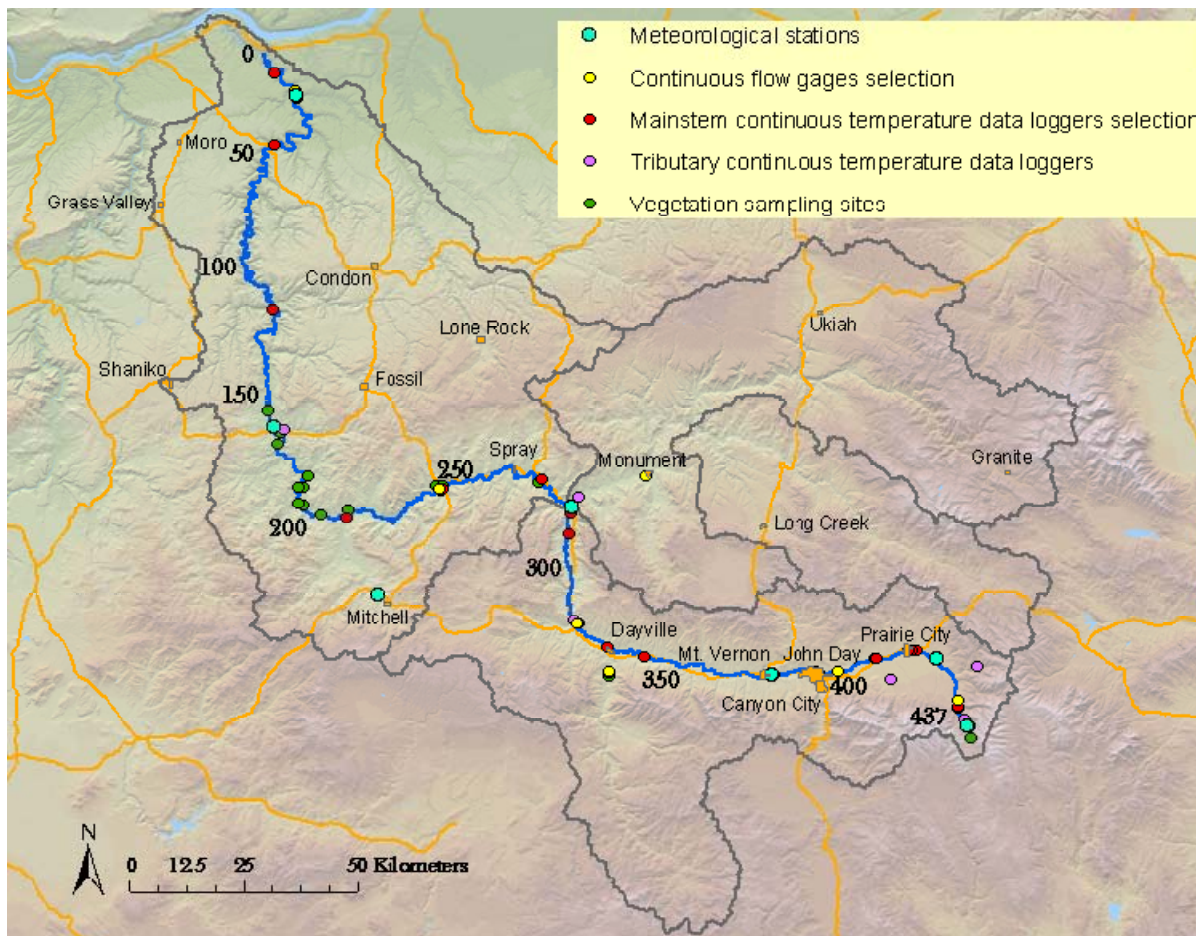 Meteorological stations
Continuous flow gages selection
Mainstem continuous temperature data loggers selection
Tributary continuous temperature data loggers
Vegetation sampling sites
0
Moro
50
Grass Valley
100
Condon
Lone Rock
Ukiah
Shaniko
Fossil
150
Spray
250
Monument
Granite
200
Long Creek
300
Mitchell
Dayville
Prairie City
Mt. Vernon
John Day
350
400
Canyon City
437
N
0 12.5 25 50 Kilometers